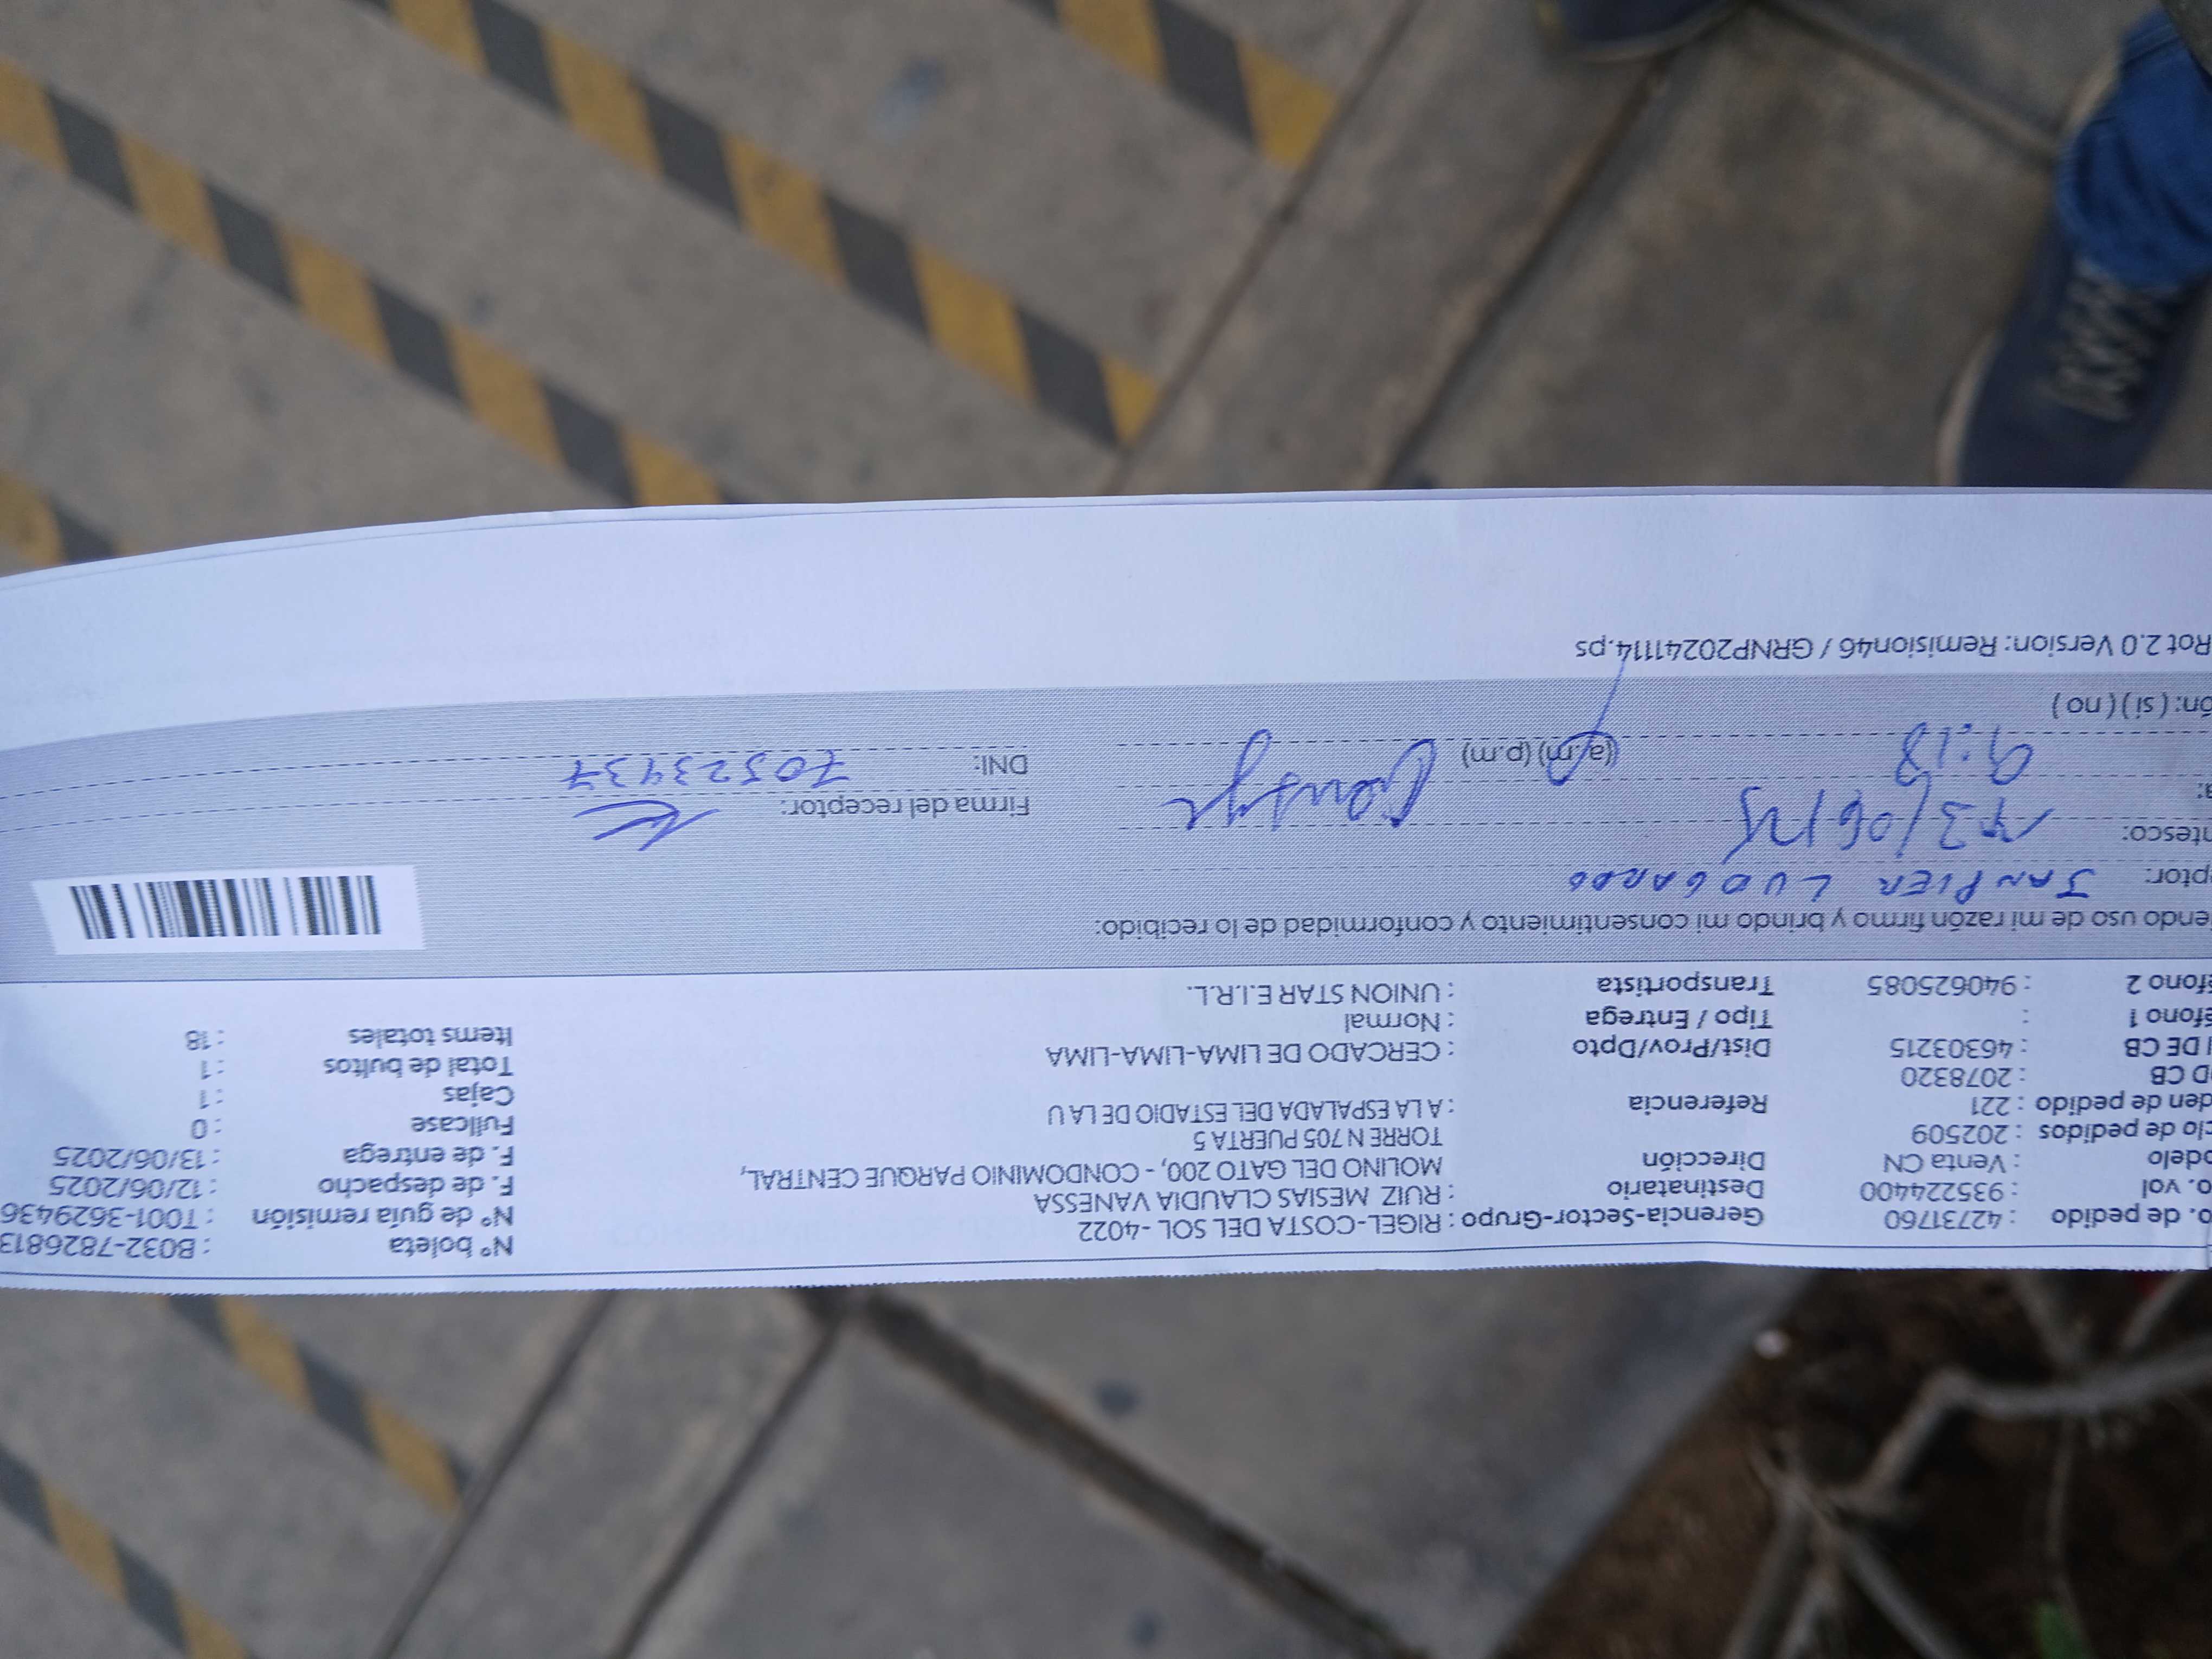 o. de pedido : 42731760 Gerencia-Sector-Grupo : RIGEL-COSTA DEL SOL - 4022 N° boleta : B032-7826813
o. vol : 935224400 Destinatario : RUIZ MESIAS CLAUDIA VANESSA N° de guía remisión : T001-3629436
odelo : Venta CN Dirección MOLINO DEL GATO 200, - CONDOMINIO PARQUE CENTRAL, F. de despacho : 12/06/2025
clo de pedidos : 202509 TORRE N 705 PUERTA 5 F. de entrega : 13/06/2025
den de pedido : 221 Referencia : A LA ESPALADA DEL ESTADIO DE LA U Fullcase : 0
D CB : 2078320 Cajas : 1
I DE CB : 46303215 Dist/Prov/Dpto : CERCADO DE LIMA-LIMA-LIMA Total de bultos : 1
éfono 1 : Tipo / Entrega : Normal Items totales : 18
éfono 2 : 940625085 Transportista : UNION STAR E.I.R.L.
endo uso de mi razón firmo y brindo mi consentimiento y conformidad de lo recibido:
eptor: JANPIER LUDGARDO
ntesco: 13/06/25 Firma del receptor:
a: 9:18 (a.m) (p.m) DNI: 70523437
ón: ( si ) ( no )
Rot 2.0 Version: Remision46 / GRNP20241114.ps